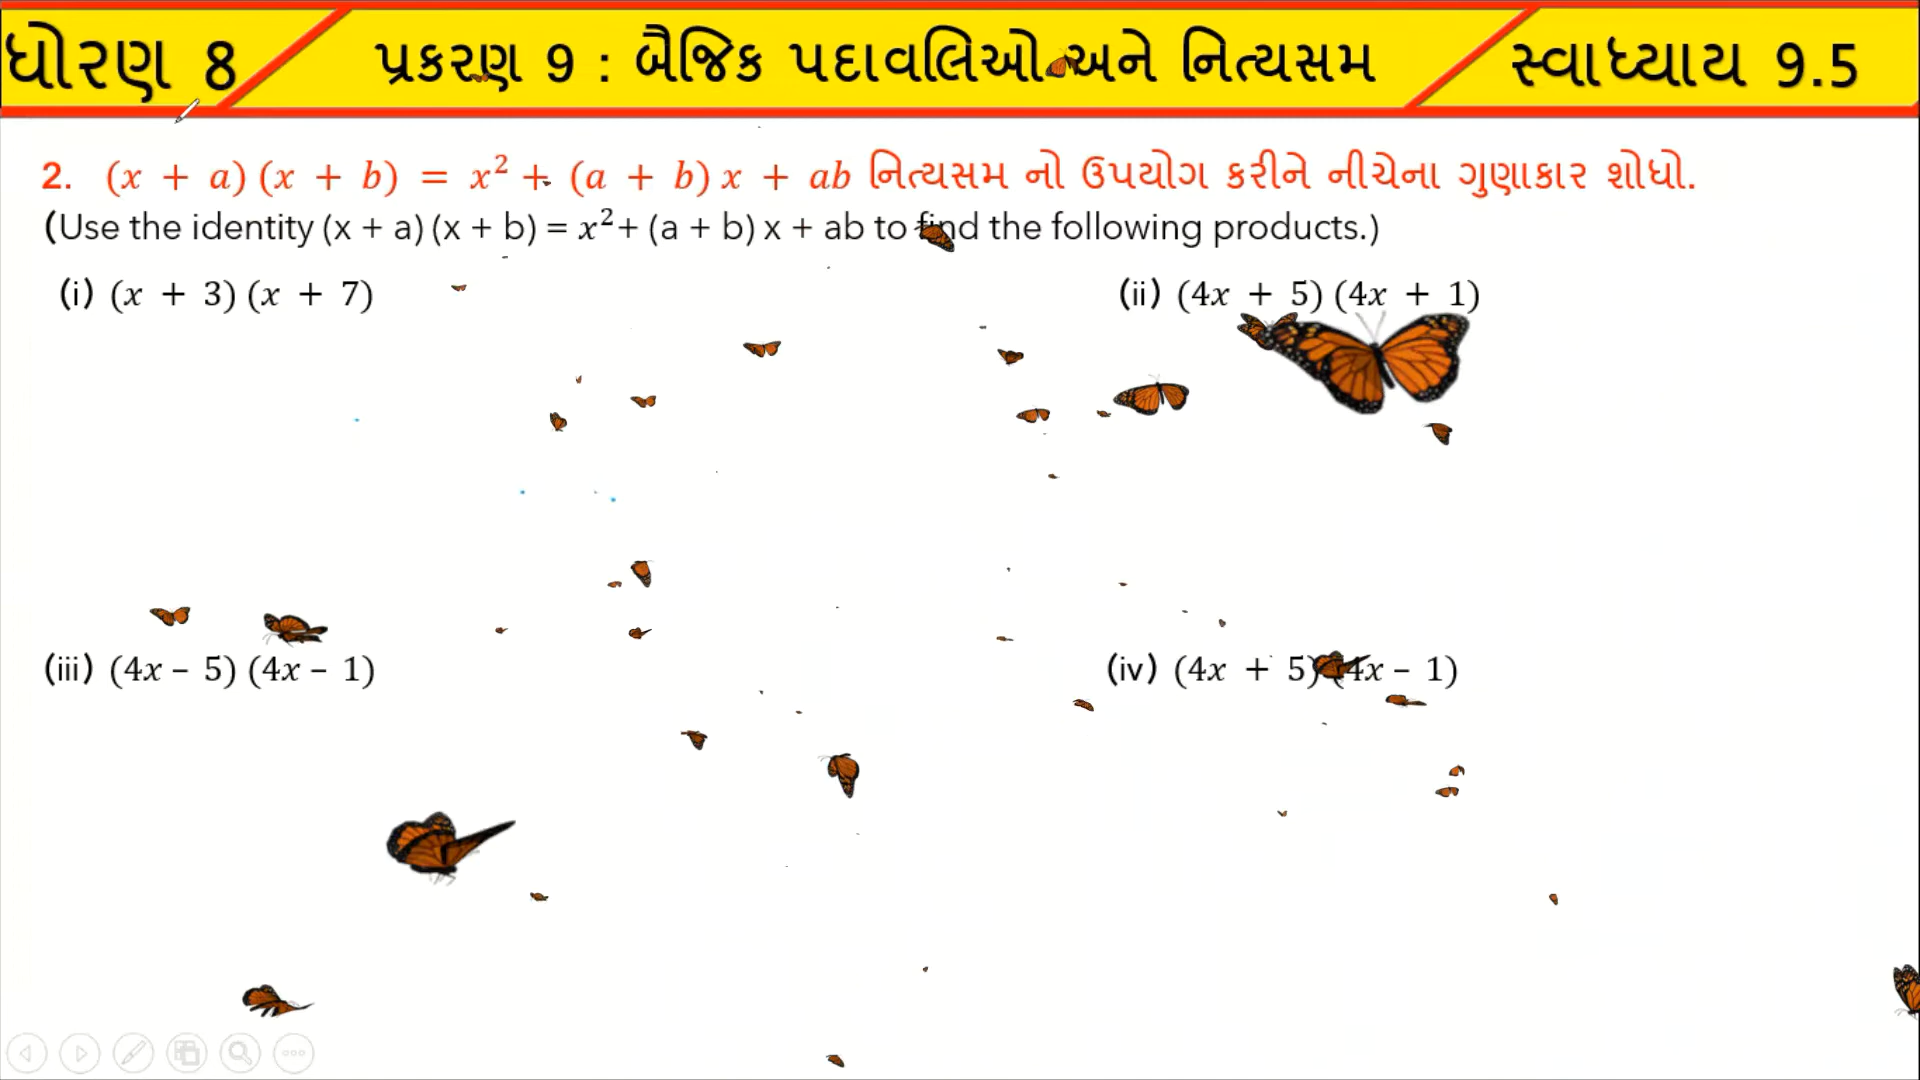 ધોરણ 8 પ્રકરણ 9 : બૈજિક પદાવલિઓ અને નિત્યસમ સ્વાધ્યાય 9.5
2. (x + a) (x + b) = x² + (a + b) x + ab નિત્યસમ નો ઉપયોગ કરીને નીચેના ગુણાકાર શોધો.
(Use the identity (x + a) (x + b) = x² + (a + b) x + ab to find the following products.)
(i) (x + 3) (x + 7) (ii) (4x + 5) (4x + 1)
(iii) (4x – 5) (4x – 1) (iv) (4x + 5) (4x – 1)